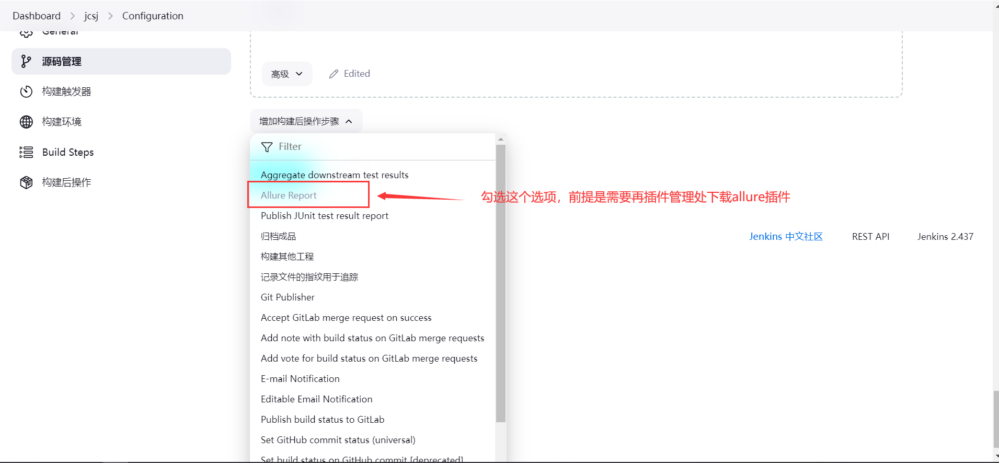 Dashboard > jcsj > Configuration
General
源码管理
构建触发器
构建环境
Build Steps
构建后操作
高级
Edited
增加构建后操作步骤
Filter
Aggregate downstream test results
Allure Report
勾选这个选项，前提是需要再插件管理处下载allure插件
Publish JUnit test result report
归档成品
构建其他工程
记录文件的指纹用于追踪
Git Publisher
Accept GitLab merge request on success
Add note with build status on GitLab merge requests
Add vote for build status on GitLab merge requests
E-mail Notification
Editable Email Notification
Publish build status to GitLab
Set GitHub commit status (universal)
Set build status on GitHub commit [deprecated]
Jenkins 中文社区
REST API
Jenkins 2.437